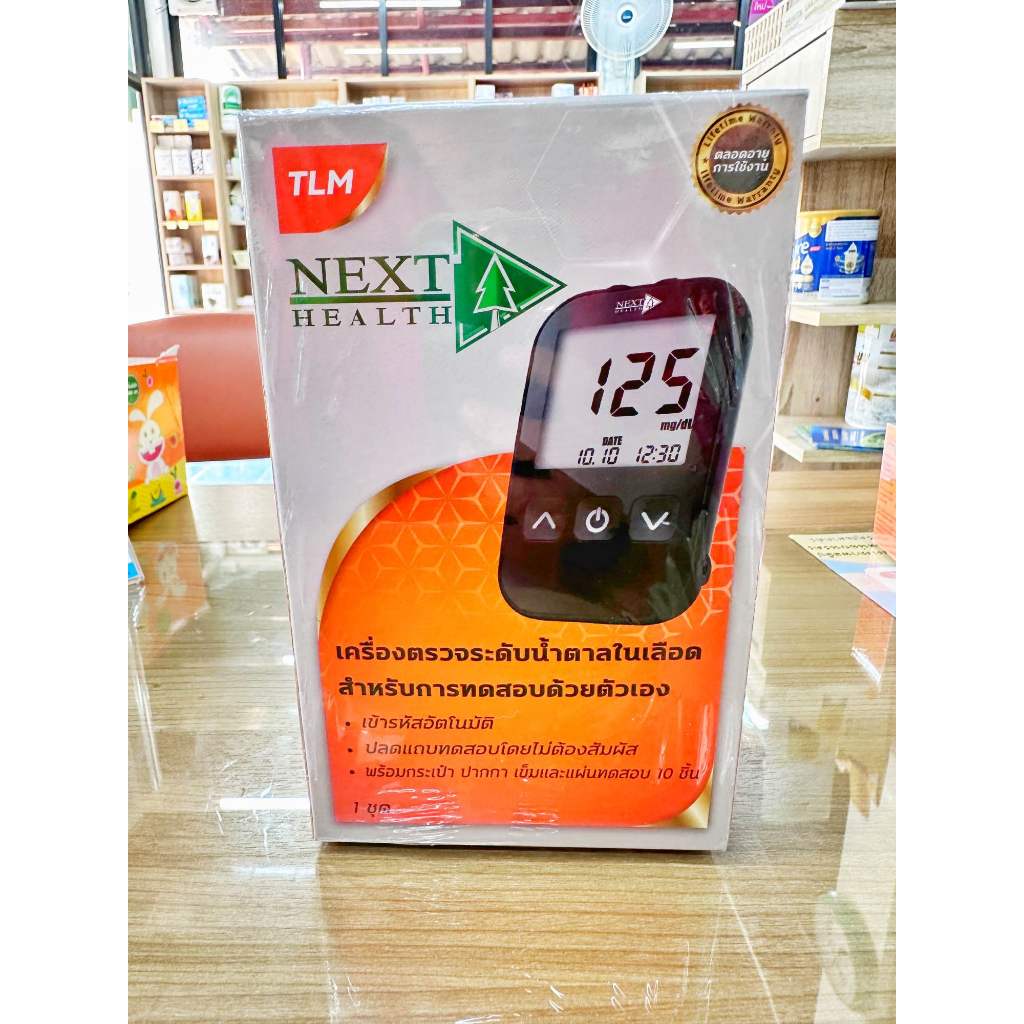 TLM
NEXT
HEALTH
Lifetime Warranty
ตลอดอายุ
การใช้งาน
Lifetime Warranty
NEXT
HEALTH
125
mg/dL
DATE
10.10 12:30
เครื่องตรวจระดับน้ำตาลในเลือด
สำหรับการทดสอบด้วยตัวเอง
• เข้ารหัสอัตโนมัติ
• ปลดแถบทดสอบโดยไม่ต้องสัมผัส
• พร้อมกระเป๋า ปากกา เข็มและแผ่นทดสอบ 10 ชิ้น
1 ชุด